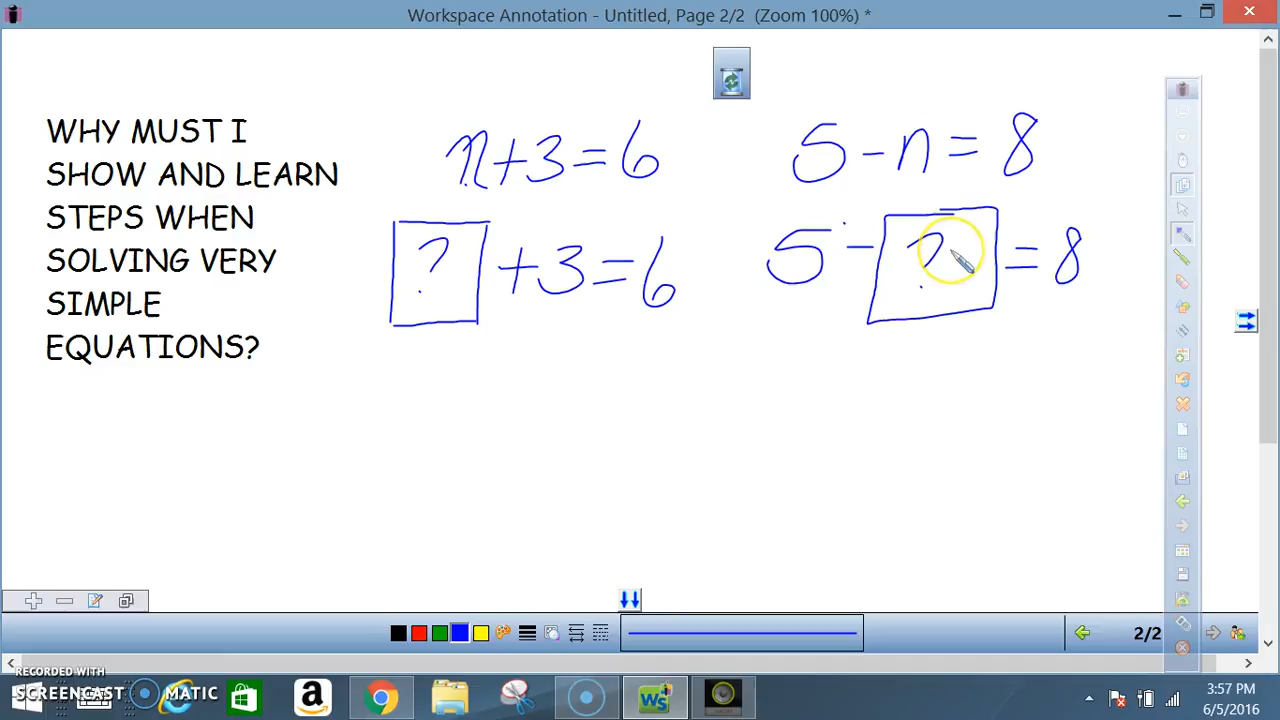 Workspace Annotation - Untitled, Page 2/2 (Zoom 100%) *
WHY MUST I
SHOW AND LEARN
STEPS WHEN
SOLVING VERY
SIMPLE
EQUATIONS?
n+3=6
? +3=6
5-n=8
5- ? =8
2/2
RECORDED WITH
SCREENCAST MATIC
a
WS
3:57 PM
6/5/2016